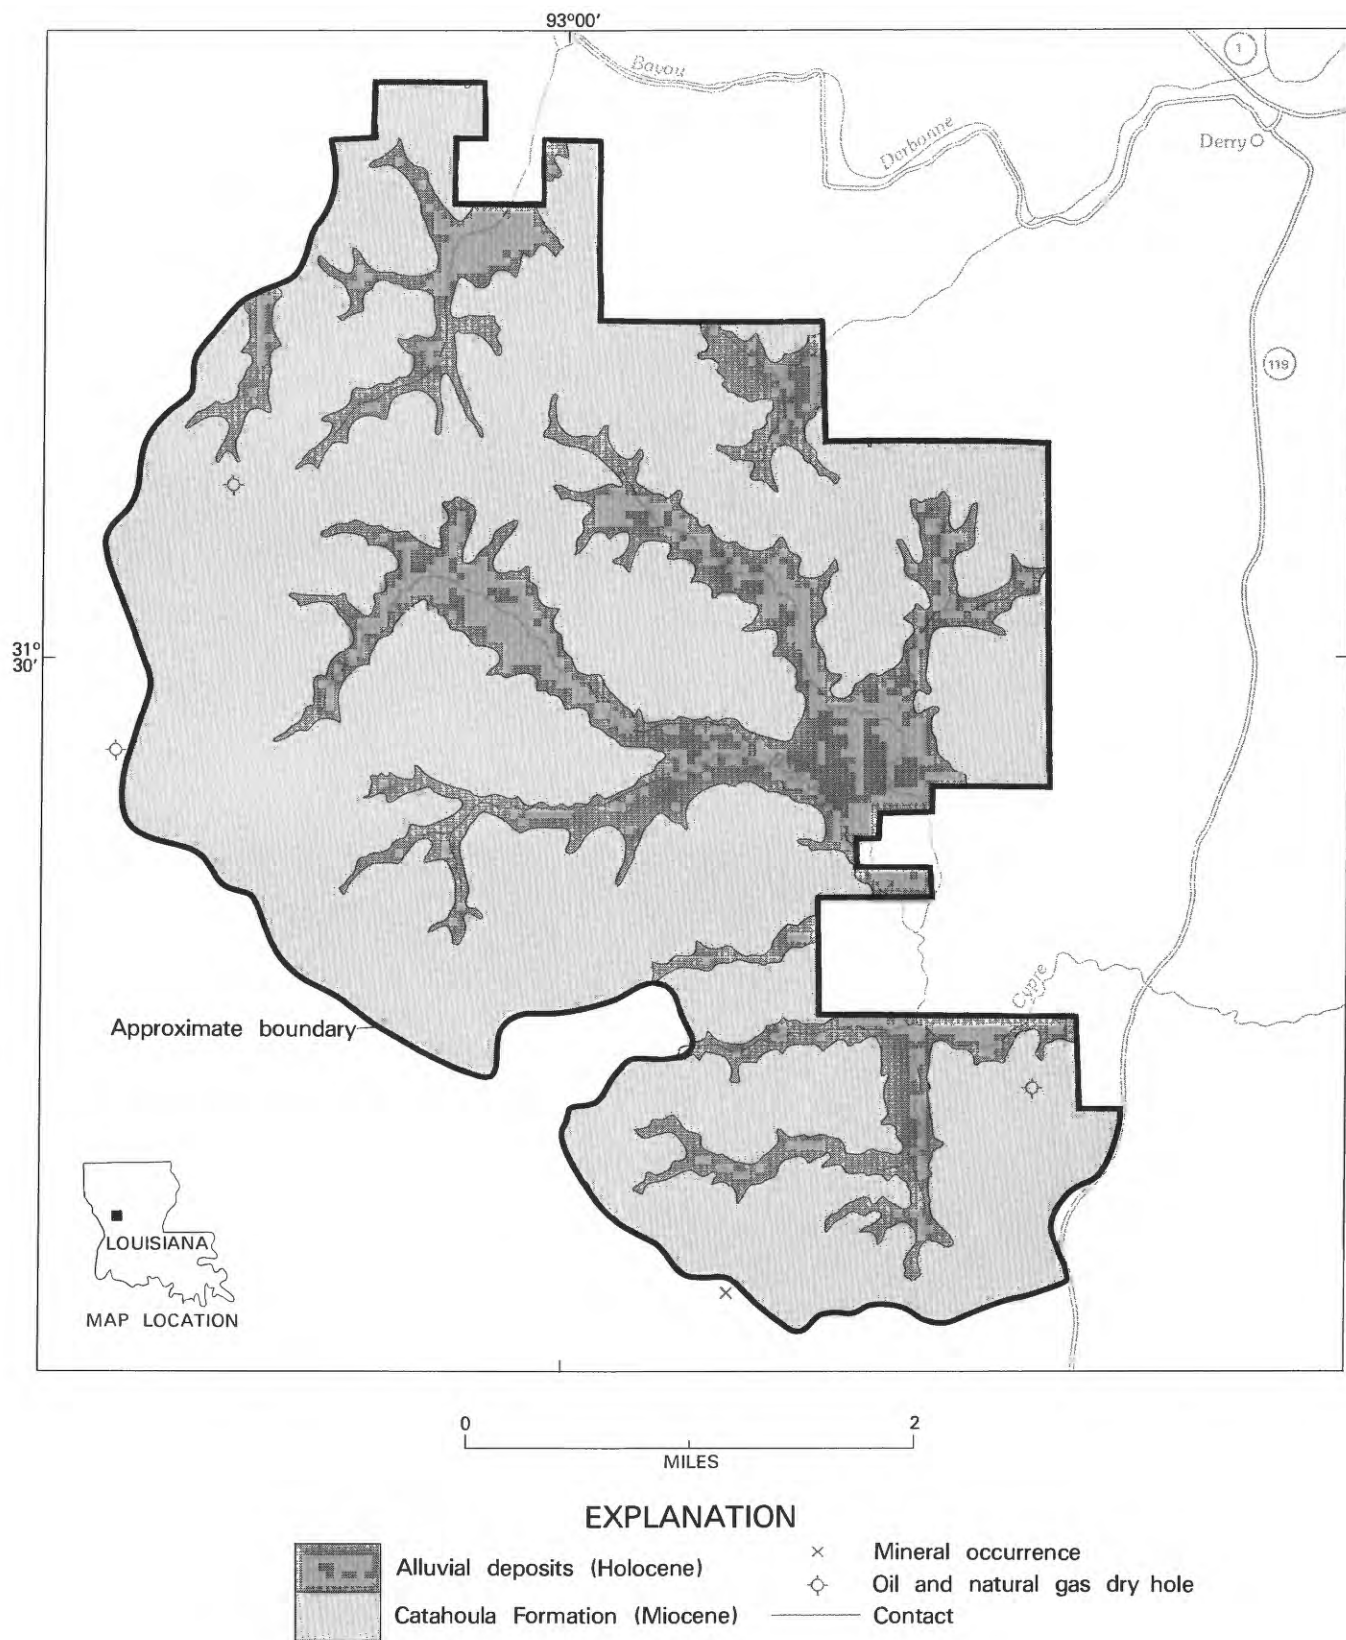 93°00'
Bayou
Derbonne
1
Derry
119
31°
30'
Cypre
Approximate boundary
LOUISIANA
MAP LOCATION
0 2
MILES
EXPLANATION
Alluvial deposits (Holocene)
Catahoula Formation (Miocene)
Mineral occurrence
Oil and natural gas dry hole
Contact